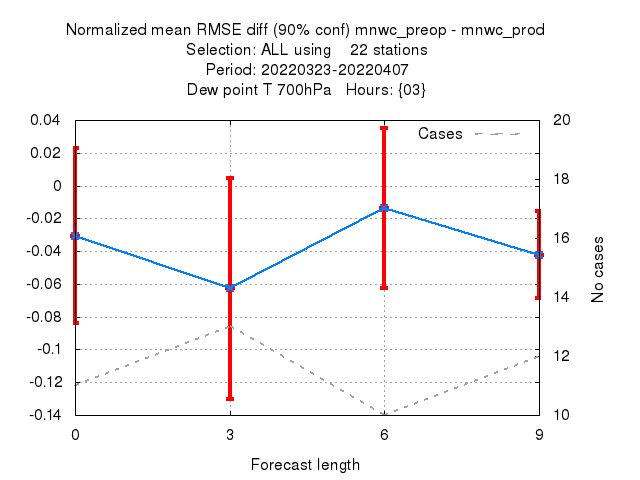 Normalized mean RMSE diff (90% conf) mnwc_preop - mnwc_prod
Selection: ALL using    22 stations
Period: 20220323-20220407
Dew point T 700hPa   Hours: {03}
Cases
0.04
0.02
0
-0.02
-0.04
-0.06
-0.08
-0.1
-0.12
-0.14
20
18
16
14
12
10
No cases
0 3 6 9
Forecast length